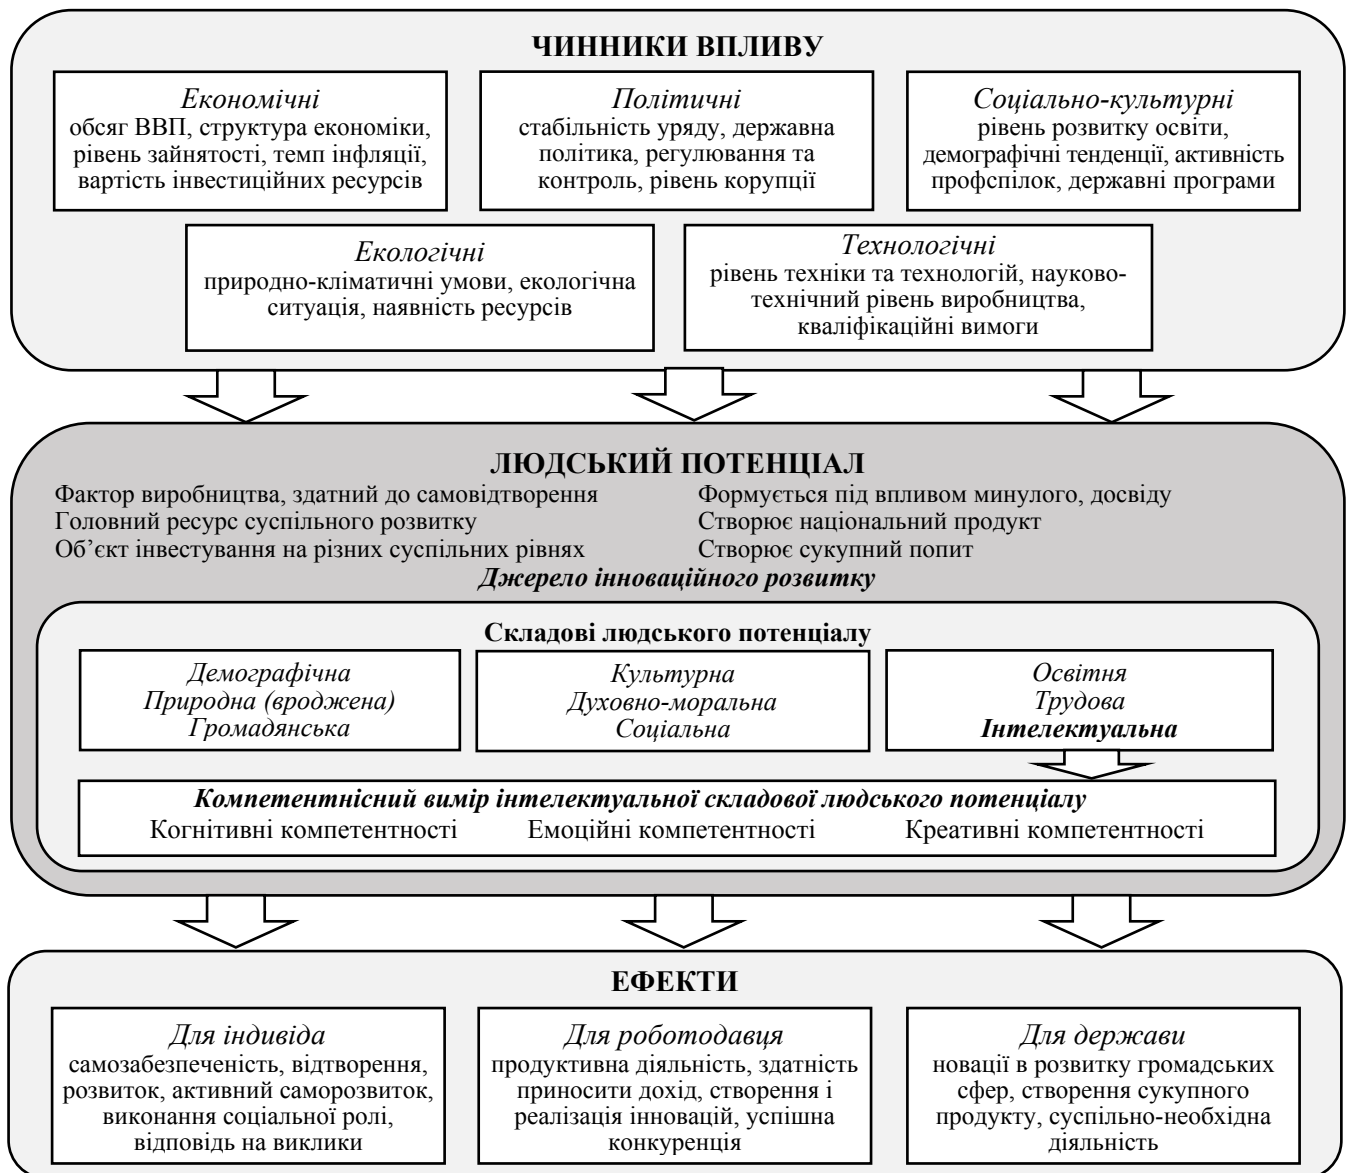 ЧИННИКИ ВПЛИВУ
Економічні
обсяг ВВП, структура економіки,
рівень зайнятості, темп інфляції,
вартість інвестиційних ресурсів
Політичні
стабільність уряду, державна
політика, регулювання та
контроль, рівень корупції
Соціально-культурні
рівень розвитку освіти,
демографічні тенденції, активність
профспілок, державні програми
Екологічні
природно-кліматичні умови, екологічна
ситуація, наявність ресурсів
Технологічні
рівень техніки та технологій, науково-
технічний рівень виробництва,
кваліфікаційні вимоги
ЛЮДСЬКИЙ ПОТЕНЦІАЛ
Фактор виробництва, здатний до самовідтворення
Головний ресурс суспільного розвитку
Об’єкт інвестування на різних суспільних рівнях
Формується під впливом минулого, досвіду
Створює національний продукт
Створює сукупний попит
Джерело інноваційного розвитку
Складові людського потенціалу
Демографічна
Природна (вроджена)
Громадянська
Культурна
Духовно-моральна
Соціальна
Освітня
Трудова
Інтелектуальна
Компетентнісний вимір інтелектуальної складової людського потенціалу
Когнітивні компетентності Емоційні компетентності Креативні компетентності
ЕФЕКТИ
Для індивіда
самозабезпеченість, відтворення,
розвиток, активний саморозвиток,
виконання соціальної ролі,
відповідь на виклики
Для роботодавця
продуктивна діяльність, здатність
приносити дохід, створення і
реалізація інновацій, успішна
конкуренція
Для держави
новації в розвитку громадських
сфер, створення сукупного
продукту, суспільно-необхідна
діяльність